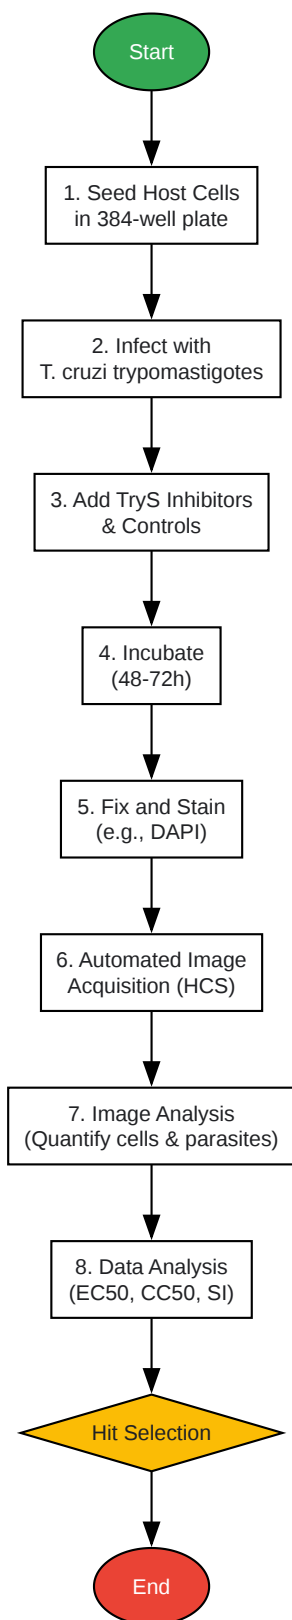 Start
1. Seed Host Cells
in 384-well plate
2. Infect with
T. cruzi trypomastigotes
3. Add TryS Inhibitors
& Controls
4. Incubate
(48-72h)
5. Fix and Stain
(e.g., DAPI)
6. Automated Image
Acquisition (HCS)
7. Image Analysis
(Quantify cells & parasites)
8. Data Analysis
(EC50, CC50, SI)
Hit Selection
End